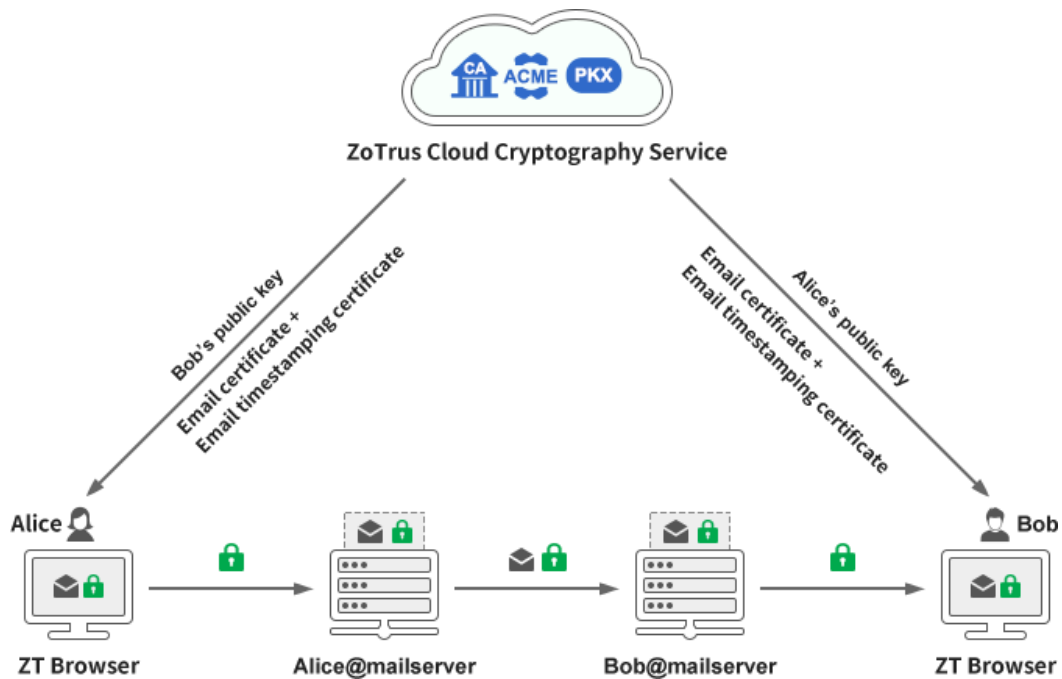 CA
ACME
PKX
ZoTrus Cloud Cryptography Service
Bob's public key
Email certificate +
Email timestamping certificate
Alice's public key
Email certificate +
Email timestamping certificate
Alice
Bob
ZT Browser
Alice@mailserver
Bob@mailserver
ZT Browser